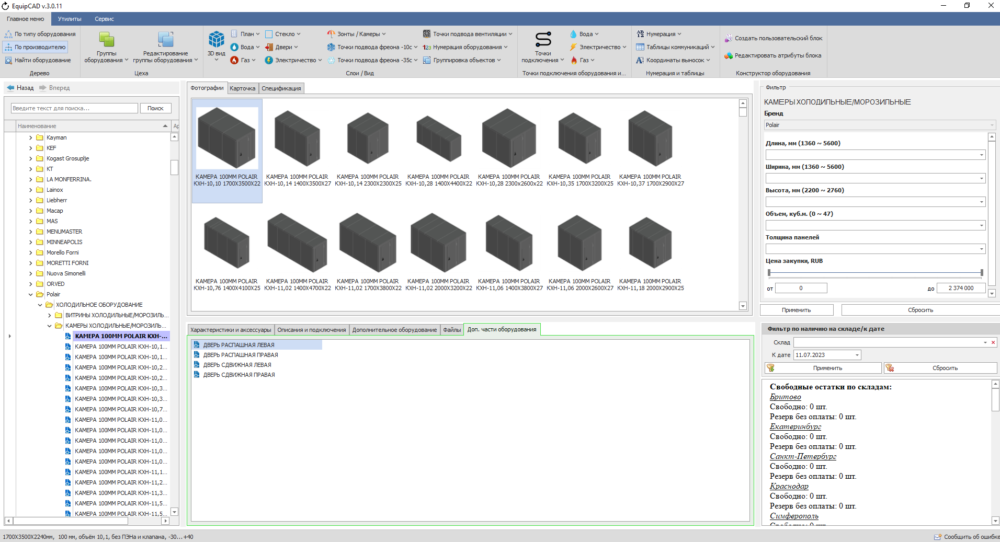 EquipCAD v.3.0.11
Главное меню
Утилиты
Сервис
По типу оборудования
По производителю
Найти оборудование
Дерево
Группы
оборудования
Редактирование
группы оборудования
Цеха
3D вид
План
Вода
Газ
Стекло
Двери
Электричество
Зонты / Камеры
Точки подвода фреона -10с
Точки подвода фреона -35с
Точки подвода вентиляции
Нумерация оборудования
Группировка объектов
Слои / Вид
Точки
подключения
Вода
Электричество
Газ
Точки подключения оборудования и...
Нумерация
Таблицы коммуникаций
Координаты выносок
Нумерация и таблицы
Создать пользовательский блок
Редактировать атрибуты блока
Конструктор оборудования
Назад
Вперед
Введите текст для поиска...
Поиск
Наименование
Ар
Kayman
KEF
Kogast Grosuplje
KT
LA MONFERRINA.
Lainox
Liebherr
Macap
MAS
MENUMASTER
MINNEAPOLIS
Morello Forni
MORETTI FORNI
Nuova Simonelli
ORVED
Polair
ХОЛОДИЛЬНОЕ ОБОРУДОВАНИЕ
ВИТРИНЫ ХОЛОДИЛЬНЫЕ/МОРОЗИЛЬ...
КАМЕРЫ ХОЛОДИЛЬНЫЕ/МОРОЗИЛЬ...
КАМЕРА 100ММ POLAIR КХН-...
КАМЕРА 100ММ POLAIR КХН-10,1...
КАМЕРА 100ММ POLAIR КХН-10,1...
КАМЕРА 100ММ POLAIR КХН-10,2...
КАМЕРА 100ММ POLAIR КХН-10,2...
КАМЕРА 100ММ POLAIR КХН-10,3...
КАМЕРА 100ММ POLAIR КХН-10,3...
КАМЕРА 100ММ POLAIR КХН-10,7...
КАМЕРА 100ММ POLAIR КХН-11,0...
КАМЕРА 100ММ POLAIR КХН-11,0...
КАМЕРА 100ММ POLAIR КХН-11,0...
КАМЕРА 100ММ POLAIR КХН-11,0...
КАМЕРА 100ММ POLAIR КХН-11,0...
КАМЕРА 100ММ POLAIR КХН-11,1...
КАМЕРА 100ММ POLAIR КХН-11,2...
КАМЕРА 100ММ POLAIR КХН-11,3...
КАМЕРА 100ММ POLAIR КХН-11,5...
КАМЕРА 100ММ POLAIR КХН-11,5...
Фотографии
Карточка
Спецификация
КАМЕРА 100ММ POLAIR
КХН-10,10 1700Х3500Х22
КАМЕРА 100ММ POLAIR
КХН-10,14 1400Х3500Х27
КАМЕРА 100ММ POLAIR
КХН-10,14 2300Х2300Х25
КАМЕРА 100ММ POLAIR
КХН-10,28 1400Х4400Х22
КАМЕРА 100ММ POLAIR
КХН-10,28 2300х2600х22
КАМЕРА 100ММ POLAIR
КХН-10,35 1700Х3200Х25
КАМЕРА 100ММ POLAIR
КХН-10,37 1700Х2900Х27
КАМЕРА 100ММ POLAIR
КХН-10,76 1400Х4100Х25
КАМЕРА 100ММ POLAIR
КХН-11,02 1400Х4700Х22
КАМЕРА 100ММ POLAIR
КХН-11,02 1700Х3800Х22
КАМЕРА 100ММ POLAIR
КХН-11,02 2000Х3200Х22
КАМЕРА 100ММ POLAIR
КХН-11,06 1400Х3800Х27
КАМЕРА 100ММ POLAIR
КХН-11,06 2000Х2600Х27
КАМЕРА 100ММ POLAIR
КХН-11,18 2000Х2900Х25
Характеристики и аксессуары
Описания и подключения
Дополнительное оборудование
Файлы
Доп. части оборудования
ДВЕРЬ РАСПАШНАЯ ЛЕВАЯ
ДВЕРЬ РАСПАШНАЯ ПРАВАЯ
ДВЕРЬ СДВИЖНАЯ ЛЕВАЯ
ДВЕРЬ СДВИЖНАЯ ПРАВАЯ
Фильтр
КАМЕРЫ ХОЛОДИЛЬНЫЕ/МОРОЗИЛЬНЫЕ
Бренд
Polair
Длина, мм (1360 ~ 5600)
Ширина, мм (1360 ~ 5600)
Высота, мм (2200 ~ 2760)
Объем, куб.м. (0 ~ 47)
Толщина панелей
Цена закупки, RUB
от
0
до
2 374 000
Применить
Сбросить
Фильтр по наличию на складе/к дате
Склад
К дате
11.07.2023
Применить
Сбросить
Свободные остатки по складам:
Бритово
Свободно: 0 шт.
Резерв без оплаты: 0 шт.
Екатеринбург
Свободно: 0 шт.
Резерв без оплаты: 0 шт.
Санкт-Петербург
Свободно: 0 шт.
Резерв без оплаты: 0 шт.
Краснодар
Свободно: 0 шт.
Резерв без оплаты: 0 шт.
Симферополь
Свободно: 0 шт.
1700Х3500Х2240мм, 100 мм, объём 10,1, без ПЭНа и клапана, -30...+40
Сообщить об ошибке